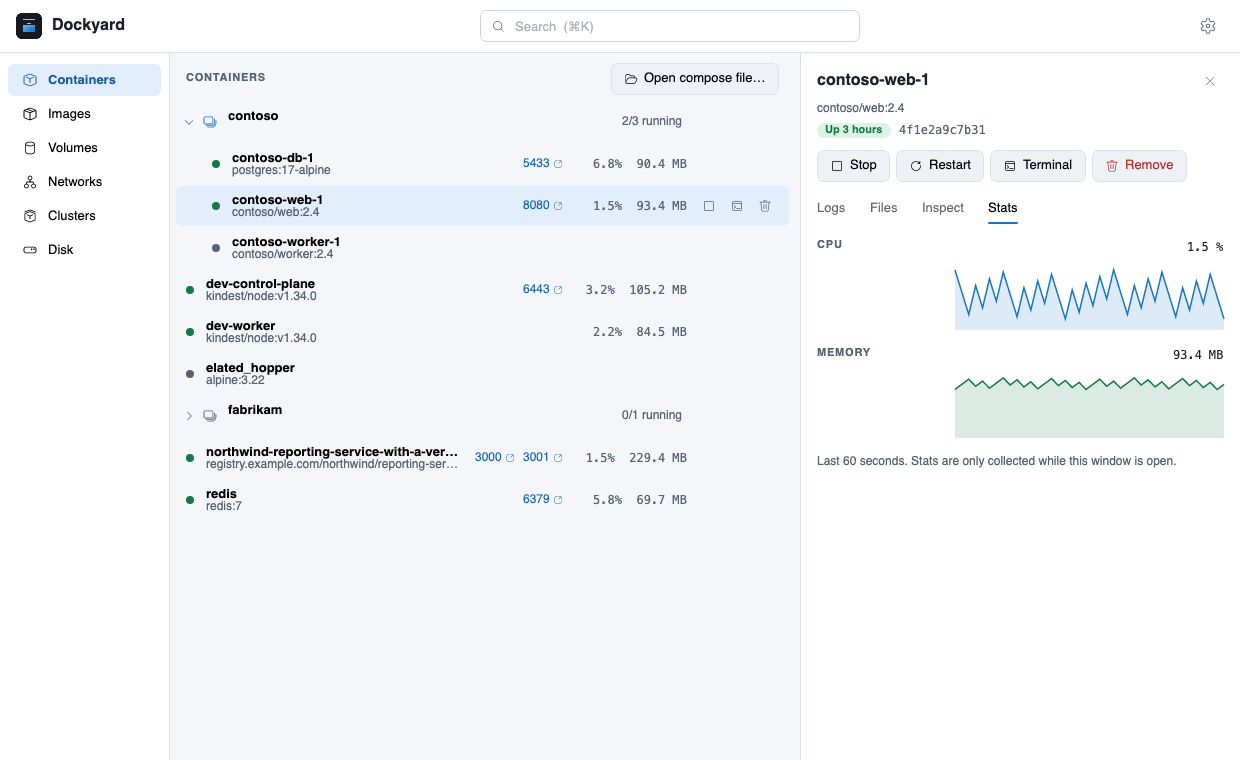 Dockyard
Search (⌘K)
Containers
Images
Volumes
Networks
Clusters
Disk
CONTAINERS
Open compose file…
contoso
2/3 running
contoso-db-1
postgres:17-alpine
5433
6.8% 90.4 MB
contoso-web-1
contoso/web:2.4
8080
1.5% 93.4 MB
contoso-worker-1
contoso/worker:2.4
dev-control-plane
kindest/node:v1.34.0
6443
3.2% 105.2 MB
dev-worker
kindest/node:v1.34.0
2.2% 84.5 MB
elated_hopper
alpine:3.22
fabrikam
0/1 running
northwind-reporting-service-with-a-ver…
registry.example.com/northwind/reporting-ser…
3000 3001
1.5% 229.4 MB
redis
redis:7
6379
5.8% 69.7 MB
contoso-web-1
contoso/web:2.4
Up 3 hours 4f1e2a9c7b31
Stop Restart Terminal Remove
Logs Files Inspect Stats
CPU
1.5 %
MEMORY
93.4 MB
Last 60 seconds. Stats are only collected while this window is open.